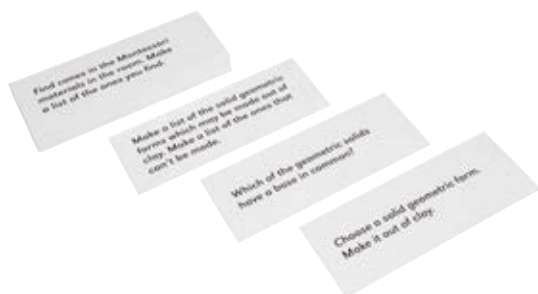 Find cones in the Montessori
materials in the room. Make
a list of the ones you find.
Make a list of the solid geometric
forms which may be made out of
clay. Make a list of the ones that
can't be made.
Which of the geometric solids
have a base in common?
Choose a solid geometric form.
Make it out of clay.